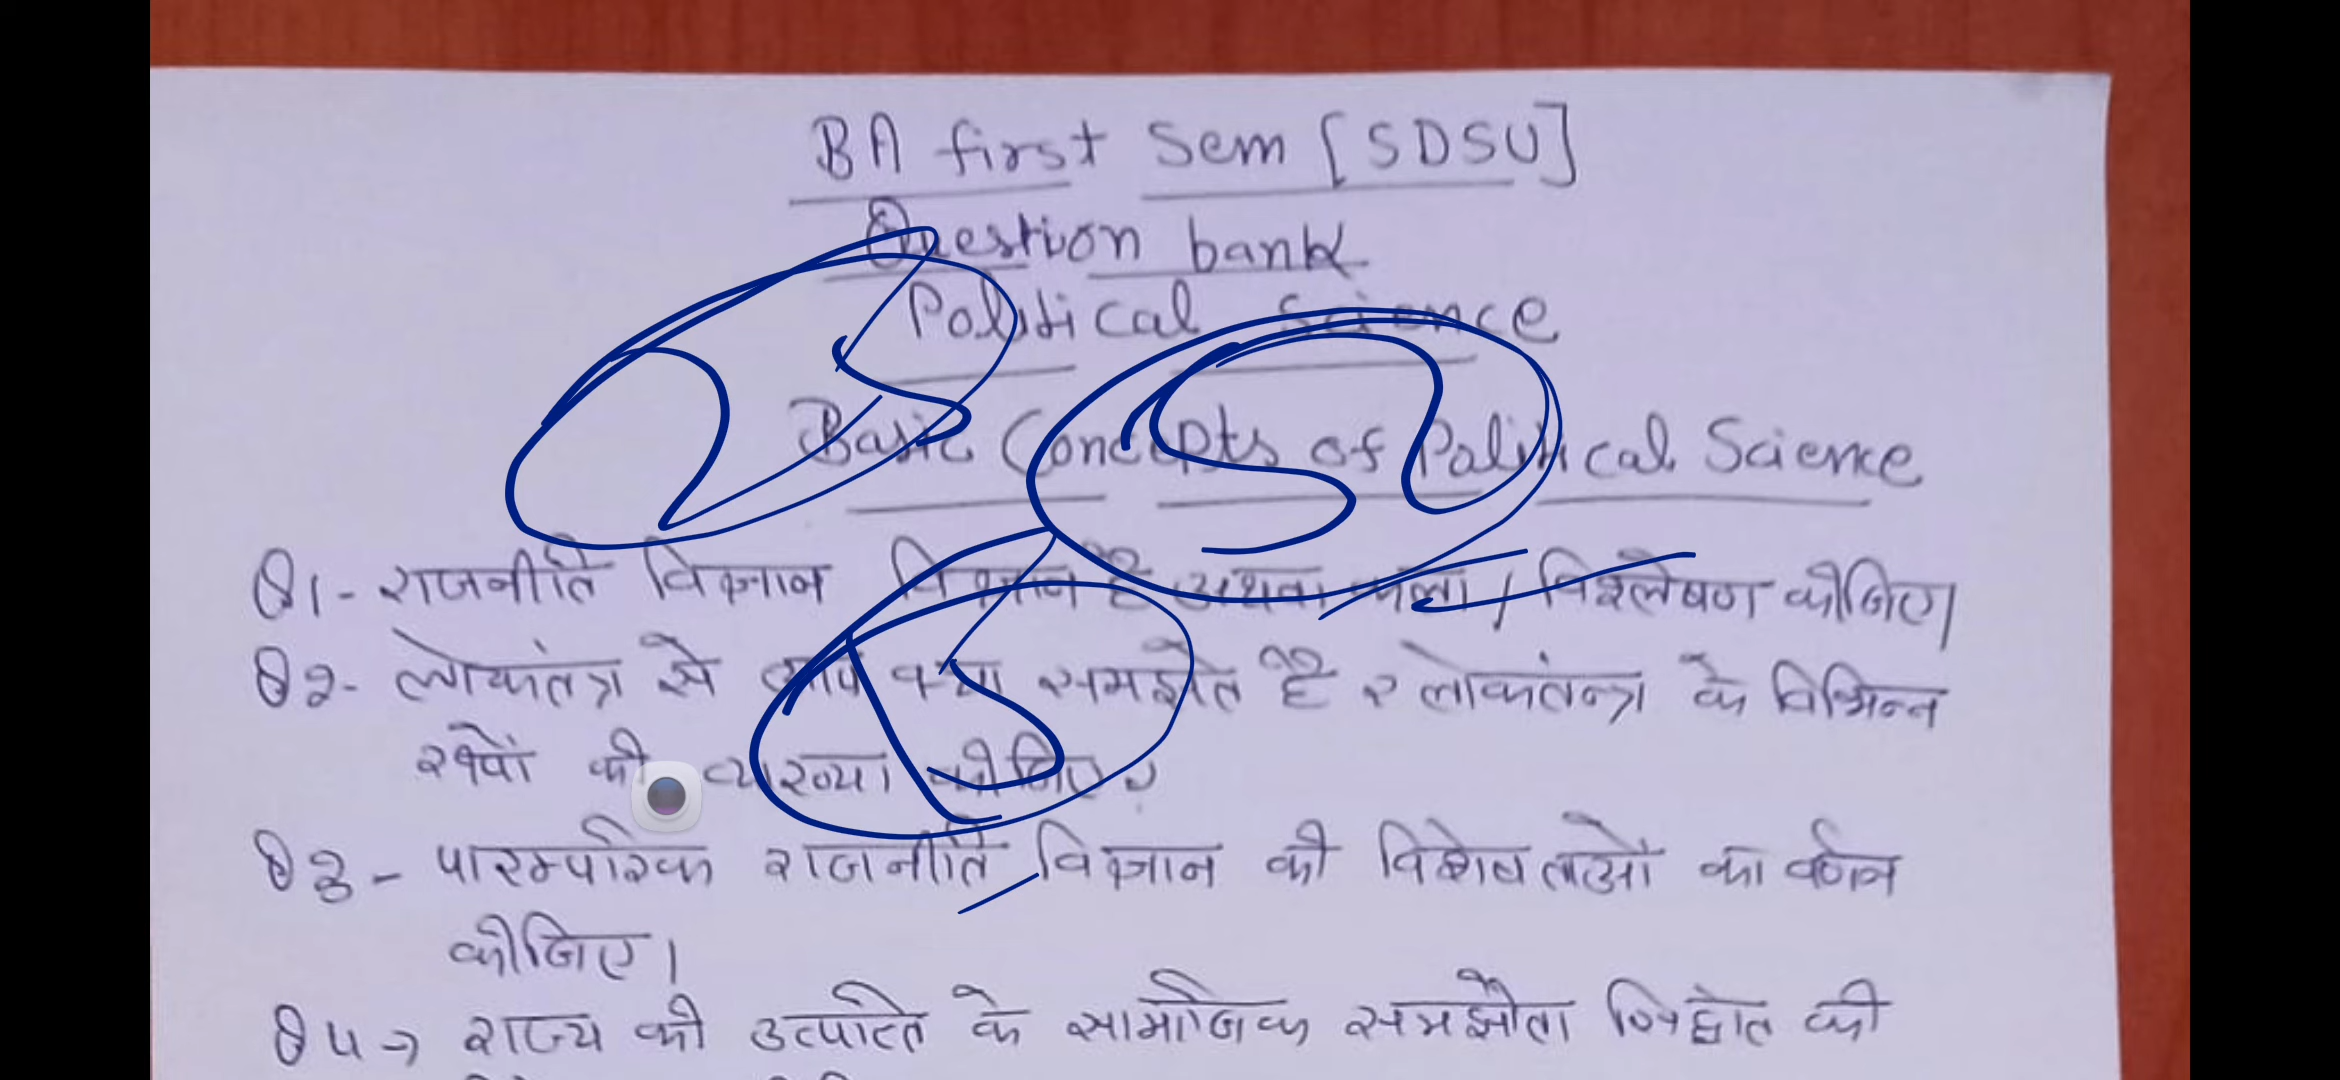 BA first Sem [SDSU]
Question bank
Political Science
Basic Concepts of Political Science
Q1- राजनीति विज्ञान विज्ञान है अथवा कला / विश्लेषण कीजिए।
Q2- लोकतंत्र से आप क्या समझते हैं ? लोकतन्त्र के विभिन्न
रूपों की व्याख्या कीजिए ?
Q3- पारम्परिक राजनीति विज्ञान की विशेषताओं का वर्णन
कीजिए।
Q4→ राज्य की उत्पत्ति के सामाजिक समझौता सिद्धांत की